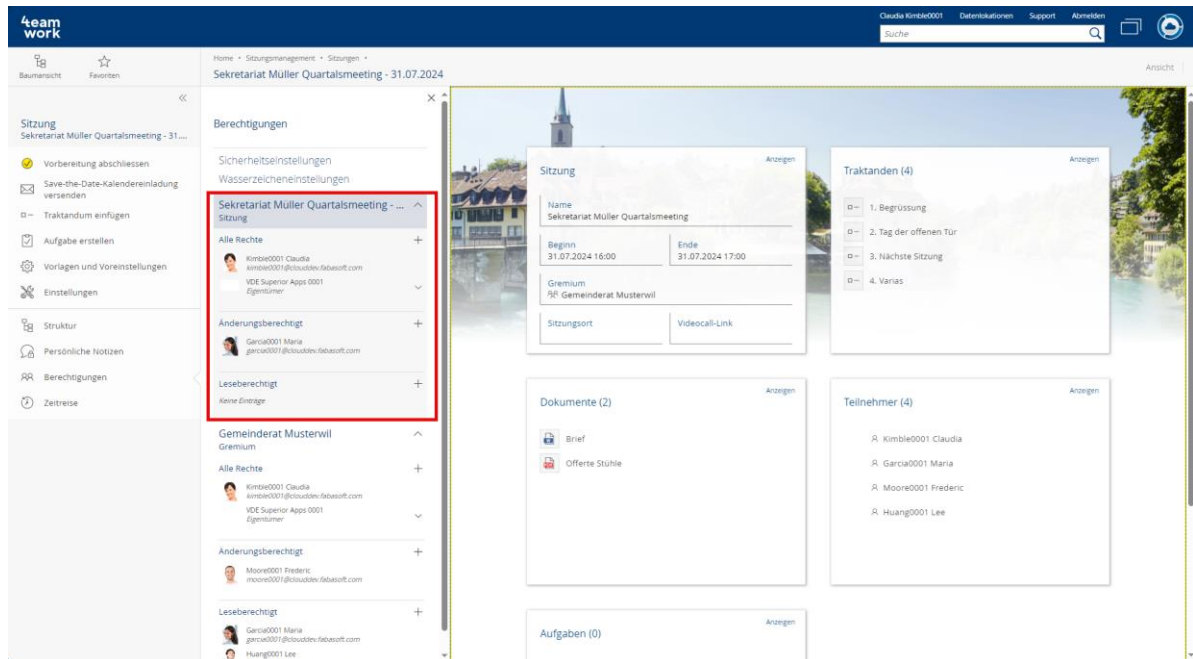 4team
work
Claudia Kimble0001 Datenlokationen Support Abmelden
Suche
Baumansicht Favoriten
Home • Sitzungsmanagement • Sitzungen •
Sekretariat Müller Quartalsmeeting - 31.07.2024
Ansicht
Sitzung
Sekretariat Müller Quartalsmeeting - 31....
Vorbereitung abschliessen
Save-the-Date-Kalendereinladung
versenden
Traktandum einfügen
Aufgabe erstellen
Vorlagen und Voreinstellungen
Einstellungen
Struktur
Persönliche Notizen
Berechtigungen
Zeitreise
Berechtigungen
Sicherheitseinstellungen
Wasserzeicheneinstellungen
Sekretariat Müller Quartalsmeeting - ...
Sitzung
Alle Rechte
Kimble0001 Claudia
kimble0001@clouddev.fabasoft.com
VDE Superior Apps 0001
Eigentümer
Änderungsberechtigt
Garcia0001 Maria
garcia0001@clouddev.fabasoft.com
Leseberechtigt
Keine Einträge
Gemeinderat Musterwil
Gremium
Alle Rechte
Kimble0001 Claudia
kimble0001@clouddev.fabasoft.com
VDE Superior Apps 0001
Eigentümer
Änderungsberechtigt
Moore0001 Frederic
moore0001@clouddev.fabasoft.com
Leseberechtigt
Garcia0001 Maria
garcia0001@clouddev.fabasoft.com
Huang0001 Lee
Sitzung
Anzeigen
Name
Sekretariat Müller Quartalsmeeting
Beginn Ende
31.07.2024 16:00 31.07.2024 17:00
Gremium
Gemeinderat Musterwil
Sitzungsort Videocall-Link
Traktanden (4)
Anzeigen
1. Begrüssung
2. Tag der offenen Tür
3. Nächste Sitzung
4. Varias
Dokumente (2)
Anzeigen
Brief
Offerte Stühle
Teilnehmer (4)
Anzeigen
Kimble0001 Claudia
Garcia0001 Maria
Moore0001 Frederic
Huang0001 Lee
Aufgaben (0)
Anzeigen